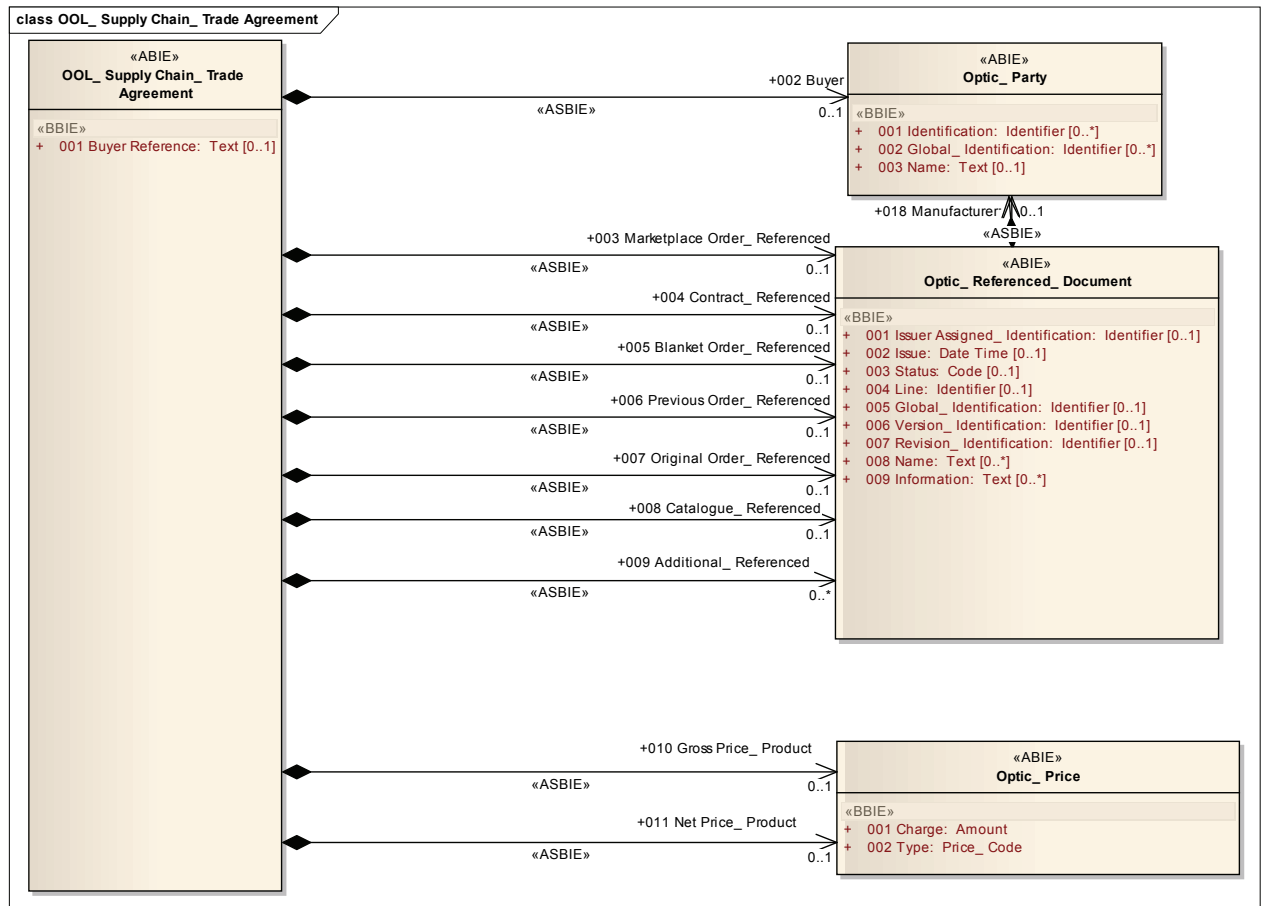 class OOL_ Supply Chain_ Trade Agreement
«ABIE»
OOL_ Supply Chain_ Trade
Agreement
«BBIE»
+ 001 Buyer Reference: Text [0..1]
+002 Buyer
0..1
«ASBIE»
«ABIE»
Optic_ Party
«BBIE»
+ 001 Identification: Identifier [0..*]
+ 002 Global_ Identification: Identifier [0..*]
+ 003 Name: Text [0..1]
+018 Manufacturer
0..1
«ASBIE»
+003 Marketplace Order_ Referenced
0..1
«ASBIE»
+004 Contract_ Referenced
0..1
«ASBIE»
+005 Blanket Order_ Referenced
0..1
«ASBIE»
+006 Previous Order_ Referenced
0..1
«ASBIE»
+007 Original Order_ Referenced
0..1
«ASBIE»
+008 Catalogue_ Referenced
0..1
«ASBIE»
+009 Additional_ Referenced
0..*
«ASBIE»
«ABIE»
Optic_ Referenced_ Document
«BBIE»
+ 001 Issuer Assigned_ Identification: Identifier [0..1]
+ 002 Issue: Date Time [0..1]
+ 003 Status: Code [0..1]
+ 004 Line: Identifier [0..1]
+ 005 Global_ Identification: Identifier [0..1]
+ 006 Version_ Identification: Identifier [0..1]
+ 007 Revision_ Identification: Identifier [0..1]
+ 008 Name: Text [0..*]
+ 009 Information: Text [0..*]
+010 Gross Price_ Product
0..1
«ASBIE»
+011 Net Price_ Product
0..1
«ASBIE»
«ABIE»
Optic_ Price
«BBIE»
+ 001 Charge: Amount
+ 002 Type: Price_ Code